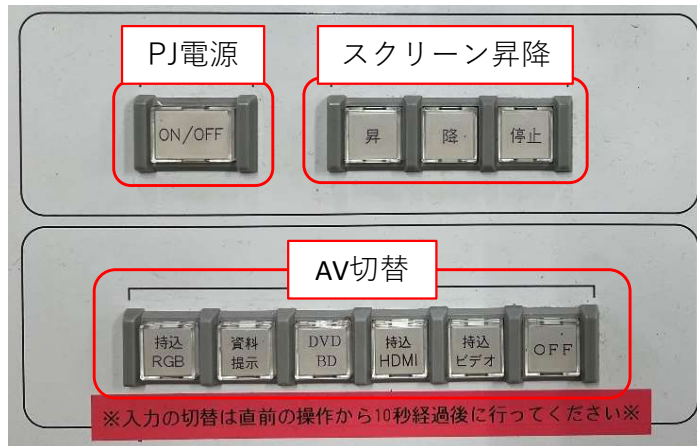 PJ電源
スクリーン昇降
ON/OFF
昇
降
停止
AV切替
持込
RGB
資料
提示
DVD
BD
持込
HDMI
持込
ビデオ
OFF
※入力の切替は直前の操作から10秒経過後に行ってください※